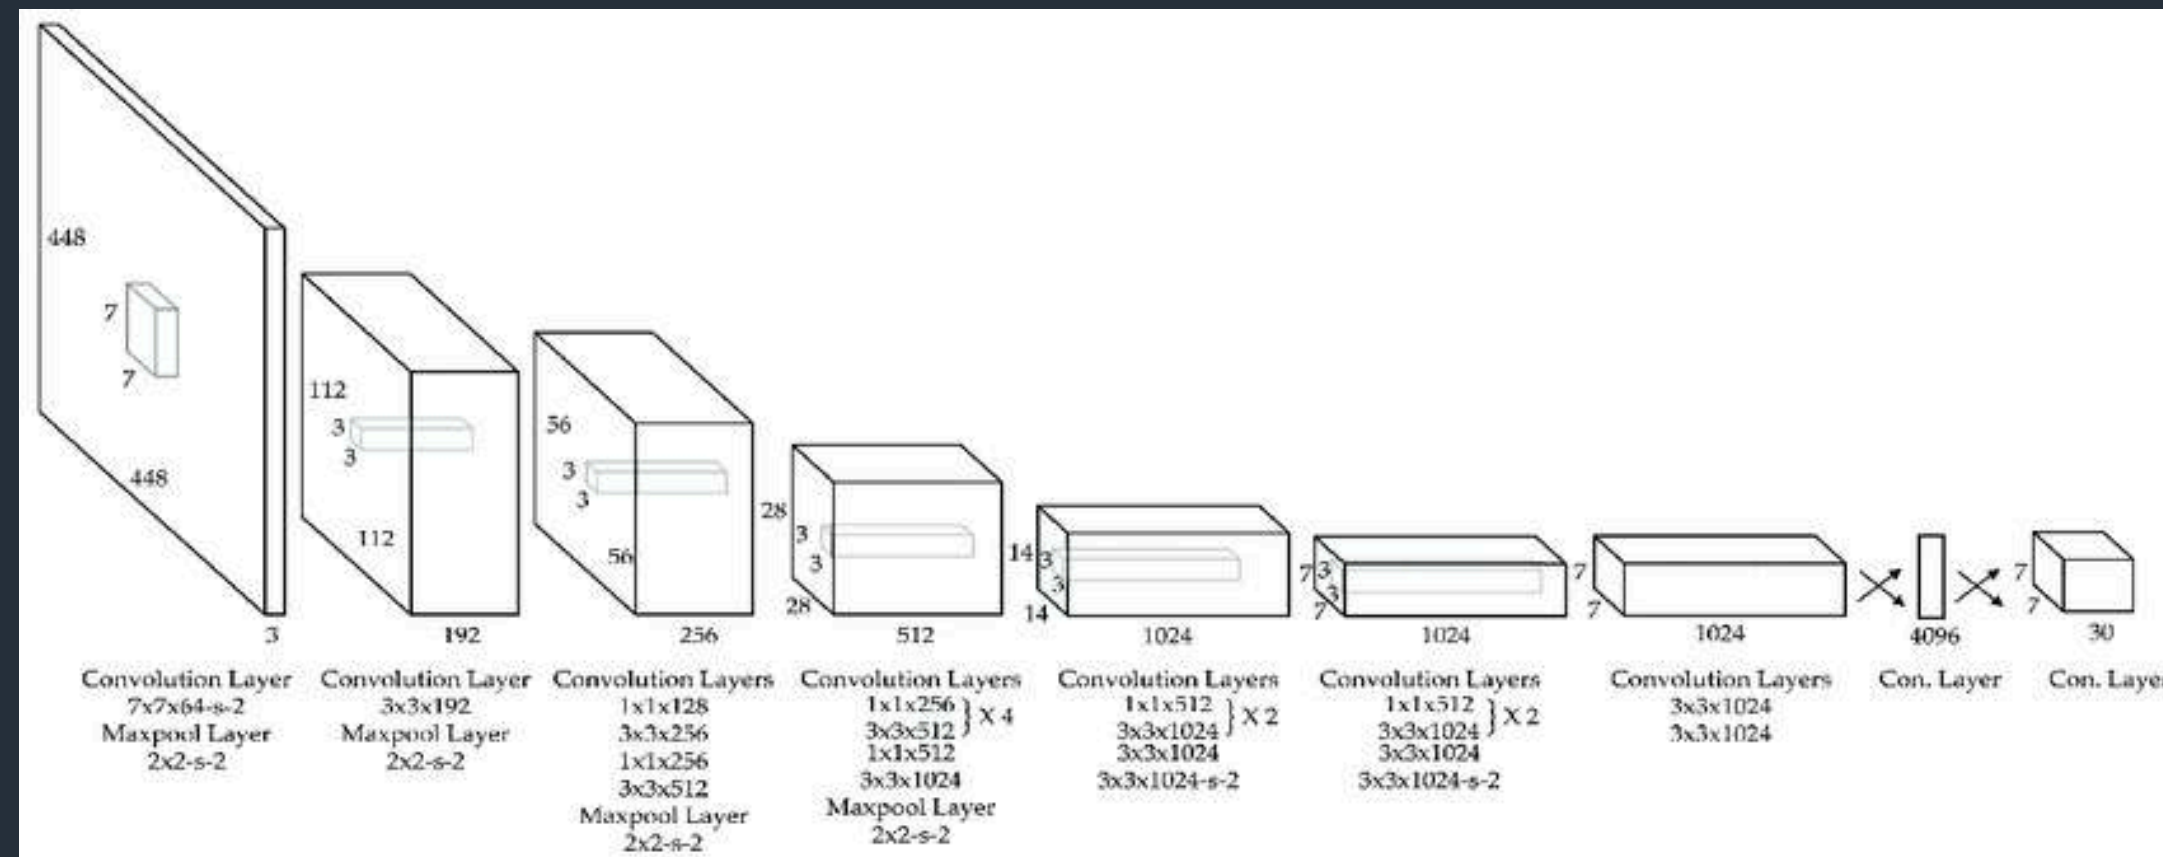 448
7
7
448
3
112
3
3
112
192
56
3
3
56
256
28
3
3
28
512
14
3
3
14
1024
7
3
3
7
1024
7
7
1024
4096
7
7
30
Convolution Layer
7x7x64-s-2
Maxpool Layer
2x2-s-2
Convolution Layer
3x3x192
Maxpool Layer
2x2-s-2
Convolution Layers
1x1x128
3x3x256
1x1x256
3x3x512
Maxpool Layer
2x2-s-2
Convolution Layers
1x1x256
3x3x512 } X 4
1x1x512
3x3x1024
Maxpool Layer
2x2-s-2
Convolution Layers
1x1x512
3x3x1024 } X 2
3x3x1024
3x3x1024-s-2
Convolution Layers
1x1x512
3x3x1024 } X 2
3x3x1024
3x3x1024-s-2
Convolution Layers
3x3x1024
3x3x1024
Con. Layer
Con. Laye